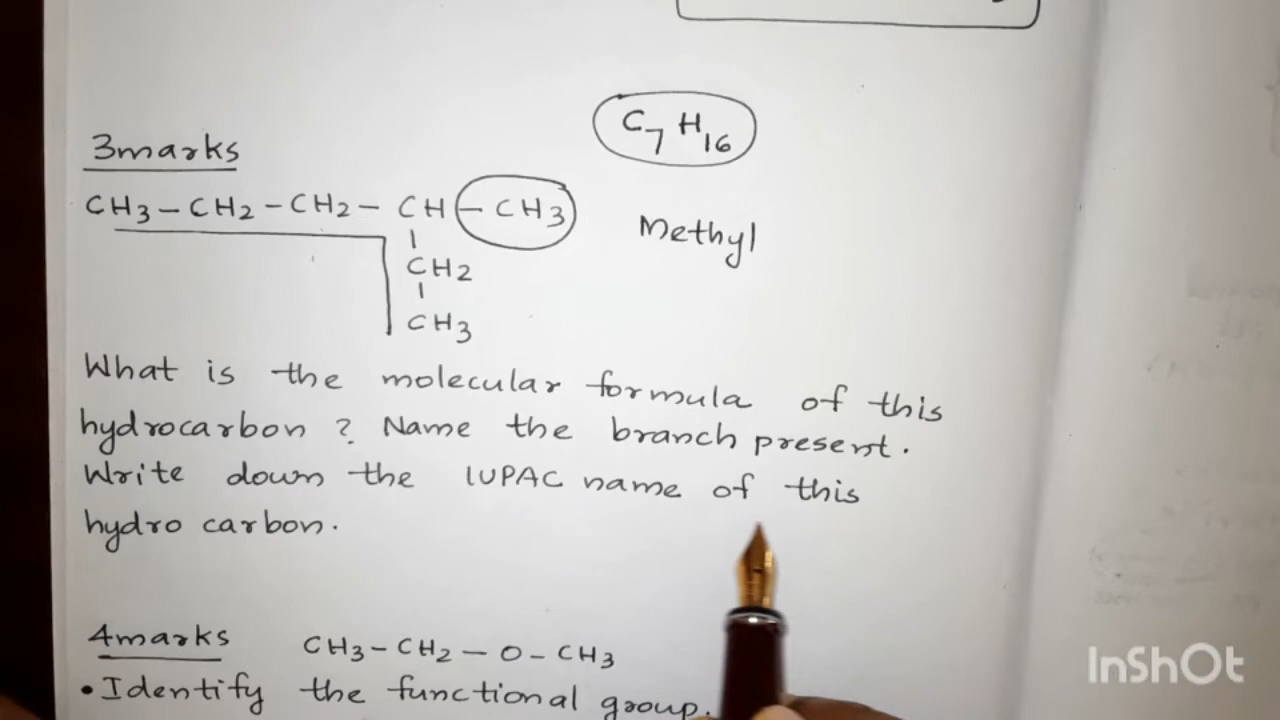 C7H16
3marks
CH3-CH2-CH2-CH-CH3
Methyl
CH2
CH3
What is the molecular formula of this
hydrocarbon? Name the branch present.
Write down the IUPAC name of this
hydro carbon.
4marks CH3-CH2-O-CH3
•Identify the functional group.
InShOt